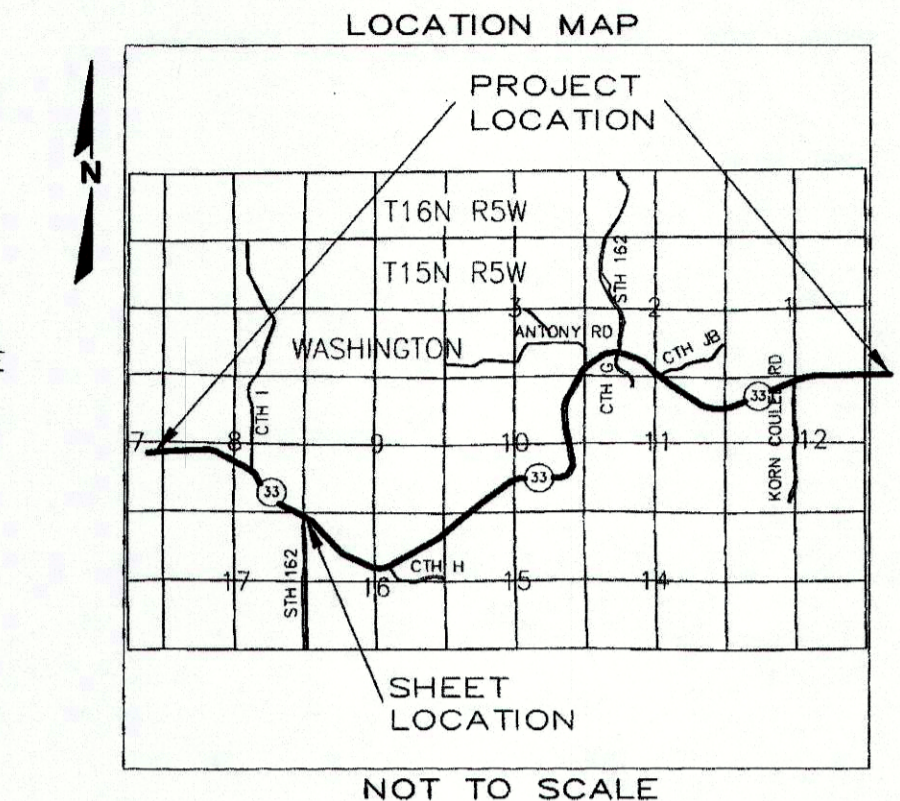 LOCATION MAP
PROJECT
LOCATION
N
T16N R5W
T15N R5W
STH 162
3
2
1
ANTONY RD
WASHINGTON
CTH JB
CTH I
CTH G
33
KORN COULEE RD
7
8
9
10
11
12
33
33
STH 162
CTH H
17
16
15
14
SHEET
LOCATION
NOT TO SCALE